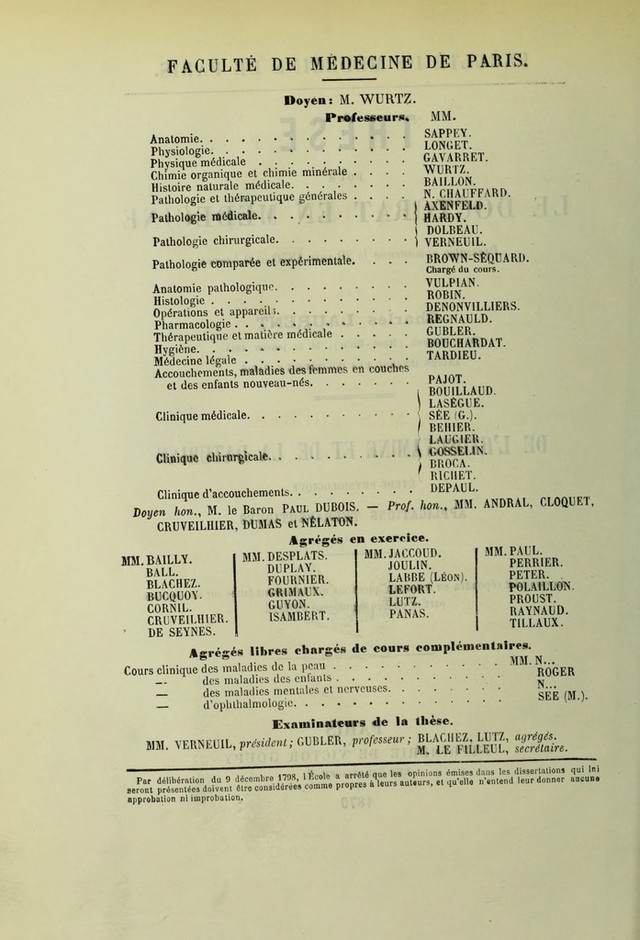 FACULTÉ DE MÉDECINE DE PARIS.
Doyen: M. WURTZ.
Professeurs. MM.
Anatomie. . . . . . . . . . . . . . SAPPEY.
Physiologie. . . . . . . . . . . . . LONGET.
Physique médicale . . . . . . . . . GAVARRET.
Chimie organique et chimie minérale . . . . WURTZ.
Histoire naturale médicale. . . . . . . . BAILLON.
Pathologie et thérapeutique générales . . . . N. CHAUFFARD.
Pathologie médicale. . . . . . . . . { AXENFELD.
HARDY.
Pathologie chirurgicale. . . . . . . . { DOLBEAU.
VERNEUIL.
Pathologie comparée et expérimentale. . . . BROWN-SÉQUARD.
Chargé du cours.
Anatomie pathologique. . . . . . . . . VULPIAN.
Histologie . . . . . . . . . . . . . ROBIN.
Opérations et appareils. . . . . . . . . DENONVILLIERS.
Pharmacologie . . . . . . . . . . . . REGNAULD.
Thérapeutique et matière médicale . . . . . GUBLER.
Hygiène. . . . . . . . . . . . . . BOUCHARDAT.
Médecine légale . . . . . . . . . . . TARDIEU.
Accouchements, maladies des femmes en couches
et des enfants nouveau-nés. . . . . . . PAJOT.
BOUILLAUD.
LASÈGUE.
Clinique médicale. . . . . . . . . . { SÉE (G.).
BEHIER.
LAUGIER.
Clinique chirurgicale. . . . . . . . . { GOSSELIN.
BROCA.
RICHET.
Clinique d'accouchements. . . . . . . . . DEPAUL.
Doyen hon., M. le Baron PAUL DUBOIS. — Prof. hon., MM. ANDRAL, CLOQUET,
CRUVEILHIER, DUMAS et NÉLATON.
Agrégés en exercice.
MM. BAILLY.
BALL.
BLACHEZ.
BUCQUOY.
CORNIL.
CRUVEILHIER.
DE SEYNES.
MM. DESPLATS.
DUPLAY.
FOURNIER.
GRIMAUX.
GUYON.
ISAMBERT.
MM. JACCOUD.
JOULIN.
LABBÉ (LÉON).
LEFORT.
LUTZ.
PANAS.
MM. PAUL.
PERRIER.
PETER.
POLAILLON.
PROUST.
RAYNAUD.
TILLAUX.
Agrégés libres chargés de cours complémentaires.
Cours clinique des maladies de la peau . . . . . . . . . . MM. N...
— des maladies des enfants . . . . . . . . . . ROGER
— des maladies mentales et nerveuses. . . . . . . N...
— d'ophthalmologie. . . . . . . . . . . . SÉE (M.).
Examinateurs de la thèse.
MM. VERNEUIL, président; GUBLER, professeur; BLACHEZ, LUTZ, agrégés.
M. LE FILLEUL, secrétaire.
Par délibération du 9 décembre 1798, l'École a arrêté que les opinions émises dans les dissertations qui lui
seront présentées doivent être considérées comme propres à leurs auteurs, et qu'elle n'entend leur donner aucune
approbation ni improbation.